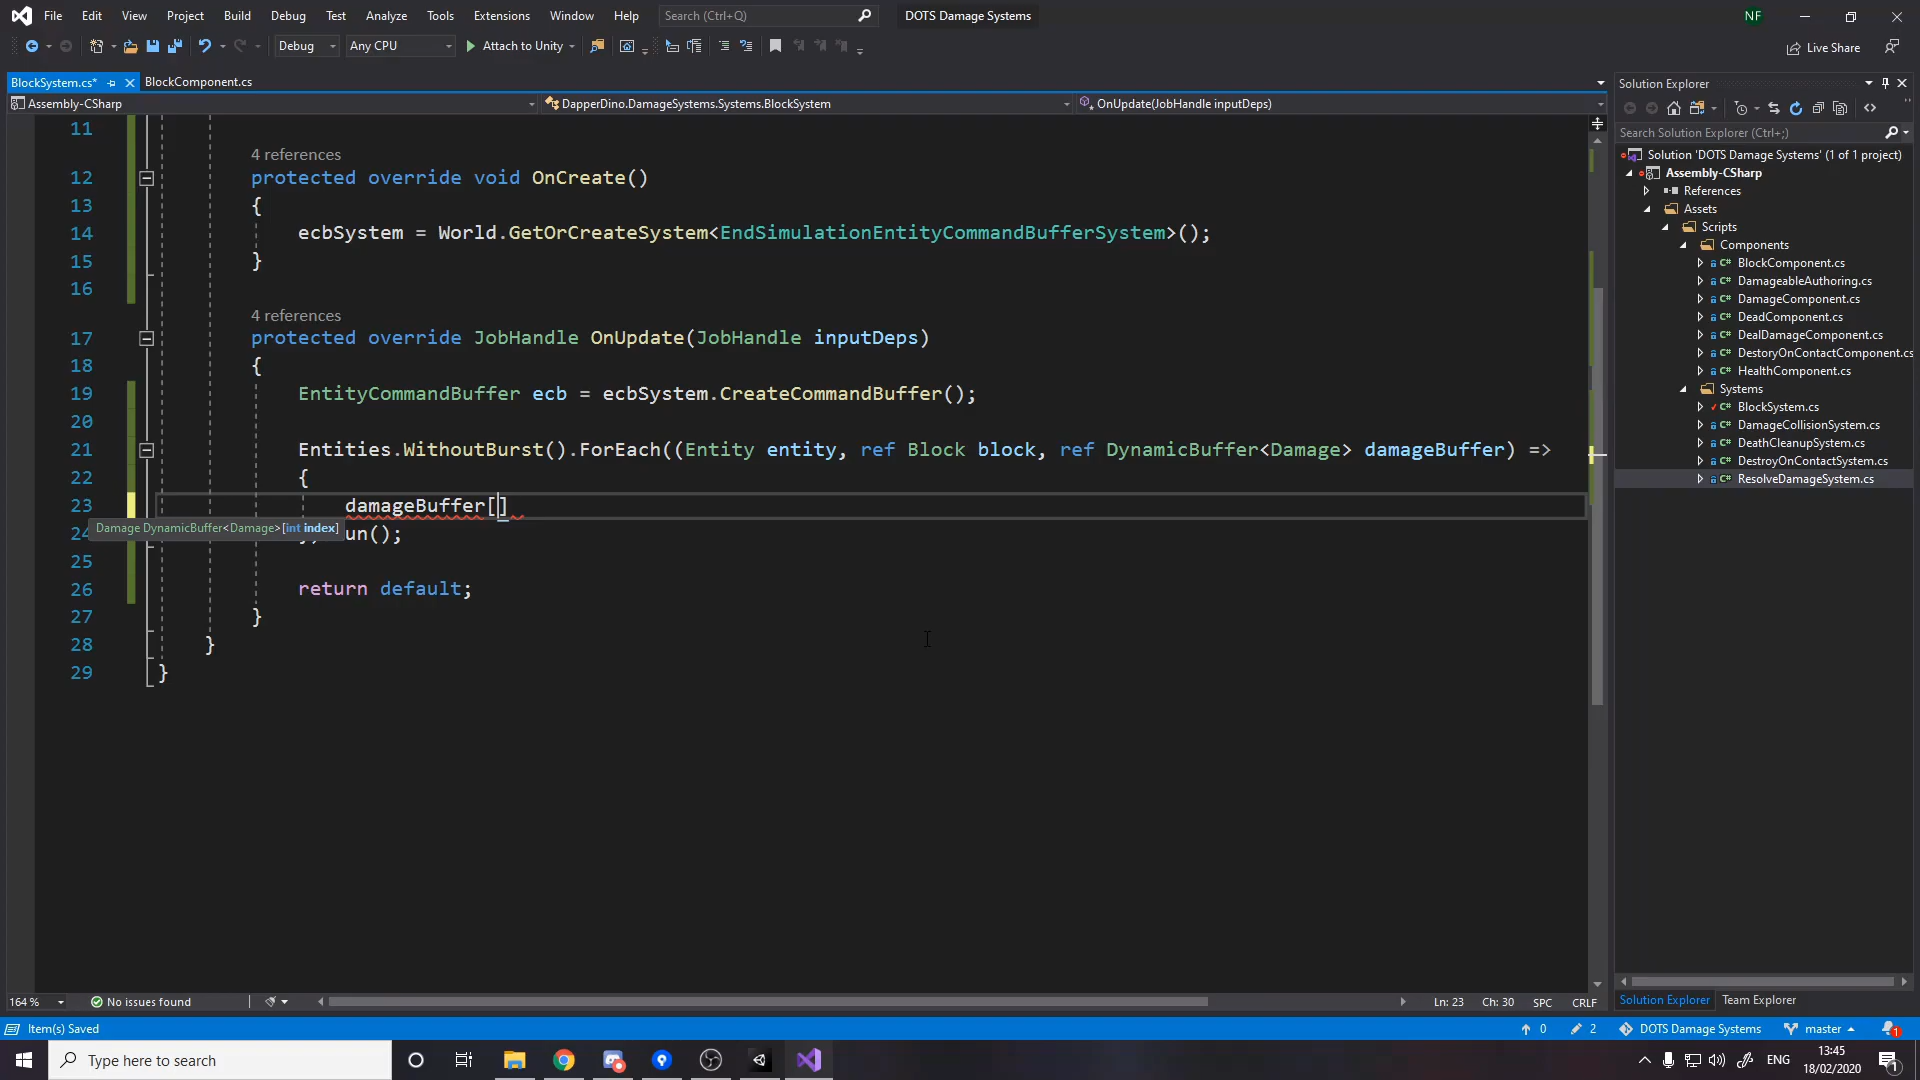 File Edit View Project Build Debug Test Analyze Tools Extensions Window Help Search (Ctrl+Q) DOTS Damage Systems NF
Debug Any CPU Attach to Unity Live Share
BlockSystem.cs* BlockComponent.cs
Assembly-CSharp DapperDino.DamageSystems.Systems.BlockSystem OnUpdate(JobHandle inputDeps)
11
4 references
12 protected override void OnCreate()
13 {
14 ecbSystem = World.GetOrCreateSystem<EndSimulationEntityCommandBufferSystem>();
15 }
16
4 references
17 protected override JobHandle OnUpdate(JobHandle inputDeps)
18 {
19 EntityCommandBuffer ecb = ecbSystem.CreateCommandBuffer();
20
21 Entities.WithoutBurst().ForEach((Entity entity, ref Block block, ref DynamicBuffer<Damage> damageBuffer) =>
22 {
23 damageBuffer[]
Damage DynamicBuffer<Damage>[int index]
24 un();
25
26 return default;
27 }
28 }
29 }
164 % No issues found Ln: 23 Ch: 30 SPC CRLF
Solution Explorer
Search Solution Explorer (Ctrl+;)
Solution 'DOTS Damage Systems' (1 of 1 project)
Assembly-CSharp
References
Assets
Scripts
Components
BlockComponent.cs
DamageableAuthoring.cs
DamageComponent.cs
DeadComponent.cs
DealDamageComponent.cs
DestoryOnContactComponent.cs
HealthComponent.cs
Systems
BlockSystem.cs
DamageCollisionSystem.cs
DeathCleanupSystem.cs
DestroyOnContactSystem.cs
ResolveDamageSystem.cs
Solution Explorer Team Explorer
Item(s) Saved 0 2 DOTS Damage Systems master 1
Type here to search ENG 13:45
18/02/2020 1